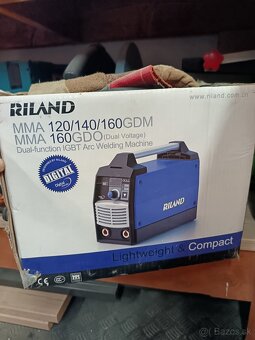 RILAND
www.riland.com.cn
MMA 120/140/160GDM
MMA 160GDO (Dual Voltage)
Dual-function IGBT Arc Welding Machine
DIGITAL
RILAND
Lightweight & Compact
CE
bazos.sk